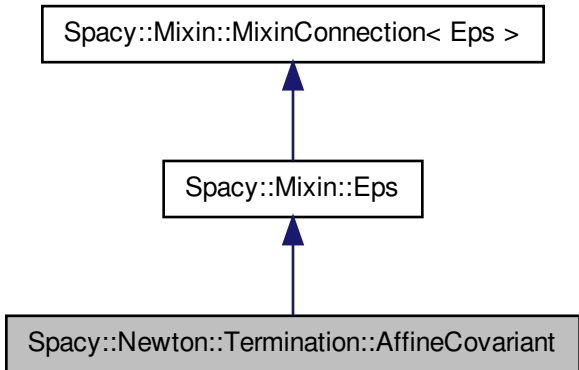 Spacy::Mixin::MixinConnection< Eps >
Spacy::Mixin::Eps
Spacy::Newton::Termination::AffineCovariant